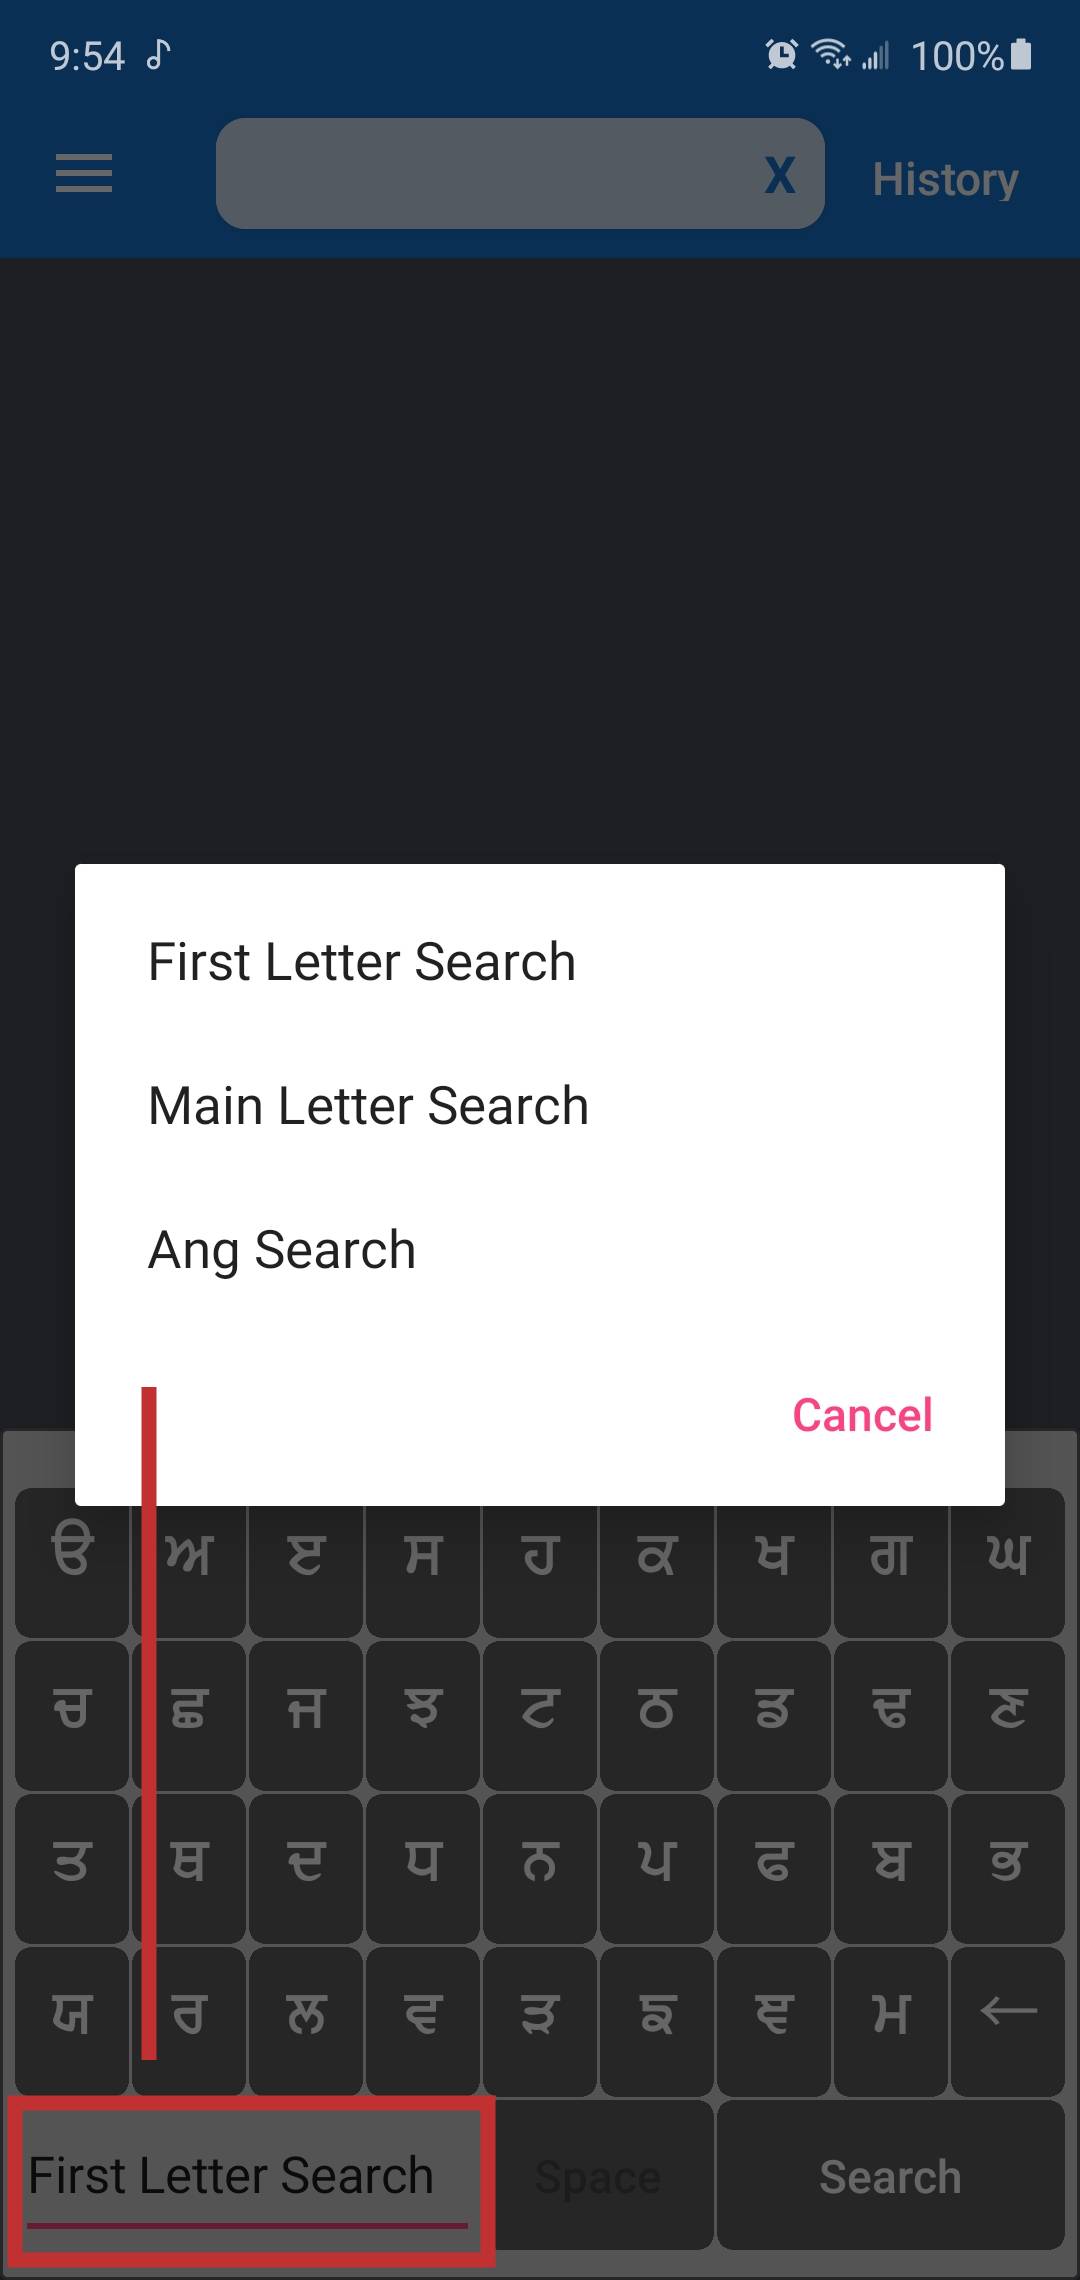 9:54
100%
X
History
First Letter Search
Main Letter Search
Ang Search
Cancel
ੳ ਅ ੲ ਸ ਹ ਕ ਖ ਗ ਘ
ਚ ਛ ਜ ਝ ਟ ਠ ਡ ਢ ਣ
ਤ ਥ ਦ ਧ ਨ ਪ ਫ ਬ ਭ
ਯ ਰ ਲ ਵ ੜ ਙ ਞ ਮ ←
First Letter Search Space Search